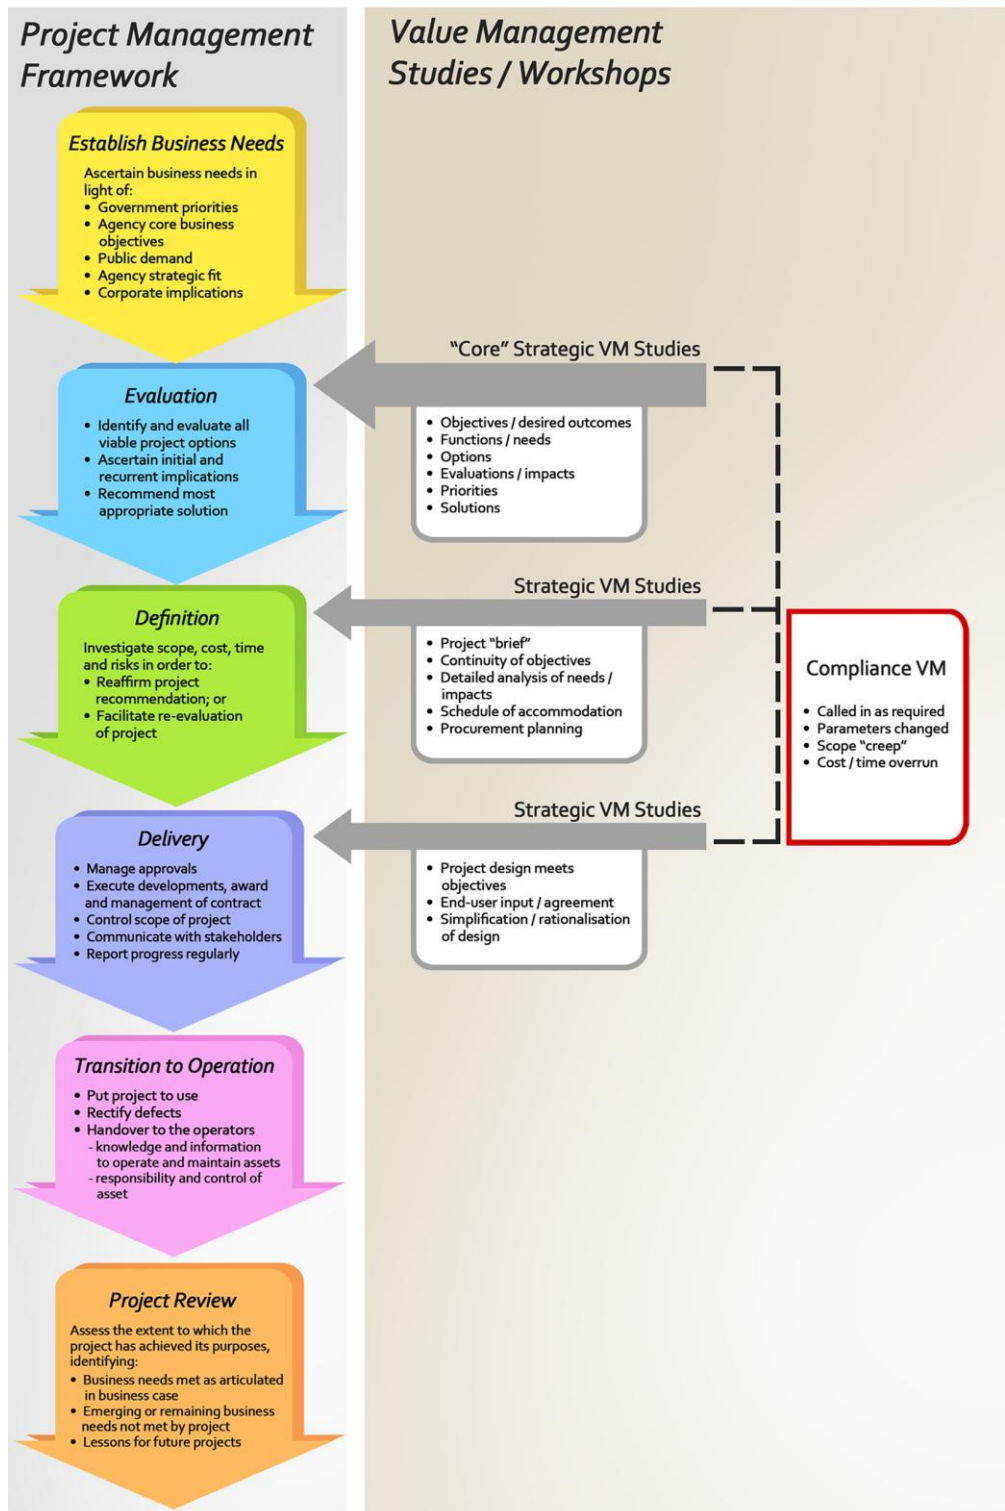 Project Management
Framework
Establish Business Needs
Ascertain business needs in
light of:
• Government priorities
• Agency core business
objectives
• Public demand
• Agency strategic fit
• Corporate implications
Evaluation
• Identify and evaluate all
viable project options
• Ascertain initial and
recurrent implications
• Recommend most
appropriate solution
Definition
Investigate scope, cost, time
and risks in order to:
• Reaffirm project
recommendation; or
• Facilitate re-evaluation
of project
Delivery
• Manage approvals
• Execute developments, award
and management of contract
• Control scope of project
• Communicate with stakeholders
• Report progress regularly
Transition to Operation
• Put project to use
• Rectify defects
• Handover to the operators
- knowledge and information
to operate and maintain assets
- responsibility and control of
asset
Project Review
Assess the extent to which the
project has achieved its purposes,
identifying:
• Business needs met as articulated
in business case
• Emerging or remaining business
needs not met by project
• Lessons for future projects
Value Management
Studies / Workshops
"Core" Strategic VM Studies
• Objectives / desired outcomes
• Functions / needs
• Options
• Evaluations / impacts
• Priorities
• Solutions
Strategic VM Studies
• Project "brief"
• Continuity of objectives
• Detailed analysis of needs /
impacts
• Schedule of accommodation
• Procurement planning
Strategic VM Studies
• Project design meets
objectives
• End-user input / agreement
• Simplification / rationalisation
of design
Compliance VM
• Called in as required
• Parameters changed
• Scope "creep"
• Cost / time overrun